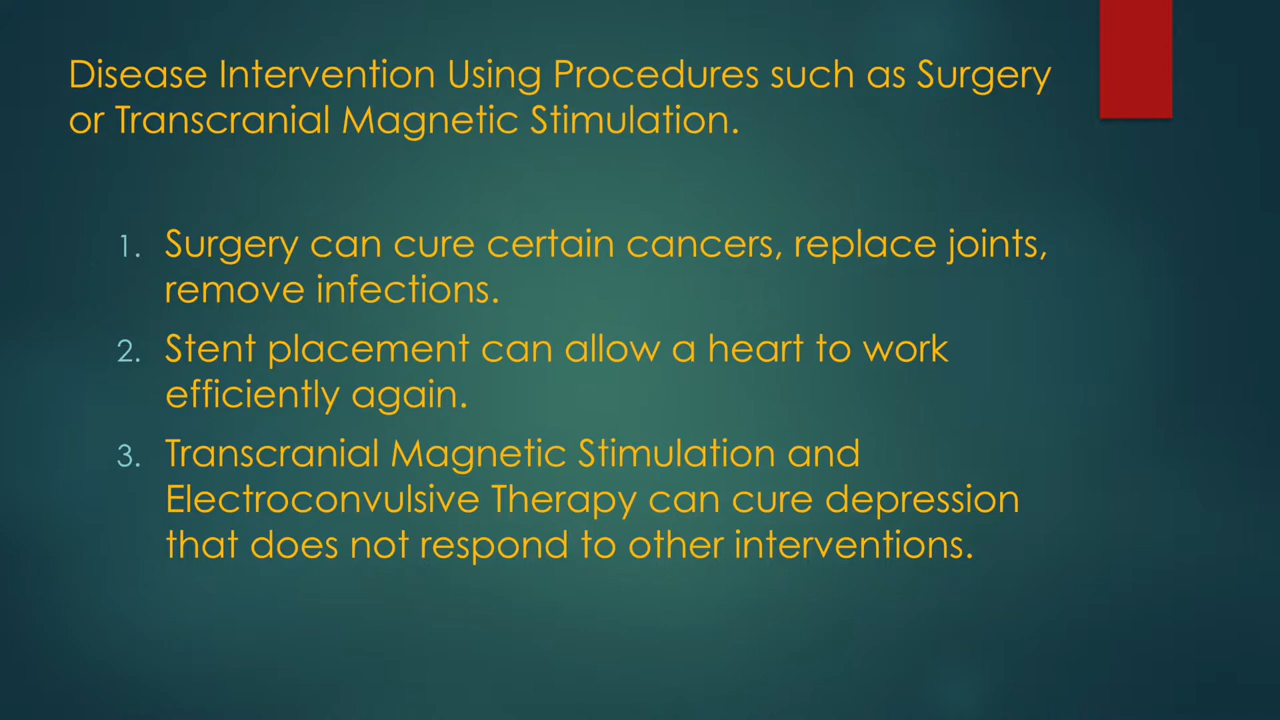 Disease Intervention Using Procedures such as Surgery
or Transcranial Magnetic Stimulation.
1. Surgery can cure certain cancers, replace joints,
remove infections.
2. Stent placement can allow a heart to work
efficiently again.
3. Transcranial Magnetic Stimulation and
Electroconvulsive Therapy can cure depression
that does not respond to other interventions.